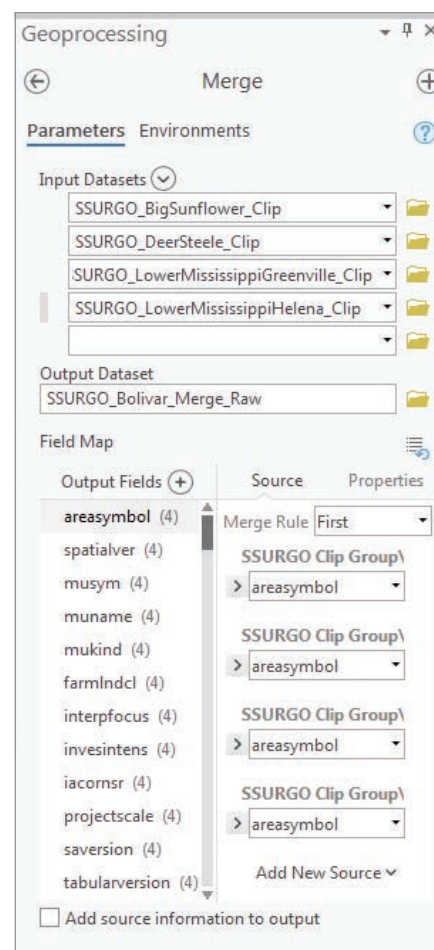 Geoprocessing
Merge
Parameters Environments
Input Datasets
SSURGO_BigSunflower_Clip
SSURGO_DeerSteele_Clip
SURGO_LowerMississippiGreenville_Clip
SSURGO_LowerMississippiHelena_Clip
Output Dataset
SSURGO_Bolivar_Merge_Raw
Field Map
Output Fields
areasymbol (4)
spatialver (4)
musym (4)
muname (4)
mukind (4)
farmlndcl (4)
interpfocus (4)
invesintens (4)
iacornsr (4)
projectscale (4)
saversion (4)
tabularversion (4)
Source Properties
Merge Rule First
SSURGO Clip Group\
areasymbol
SSURGO Clip Group\
areasymbol
SSURGO Clip Group\
areasymbol
SSURGO Clip Group\
areasymbol
Add New Source
Add source information to output